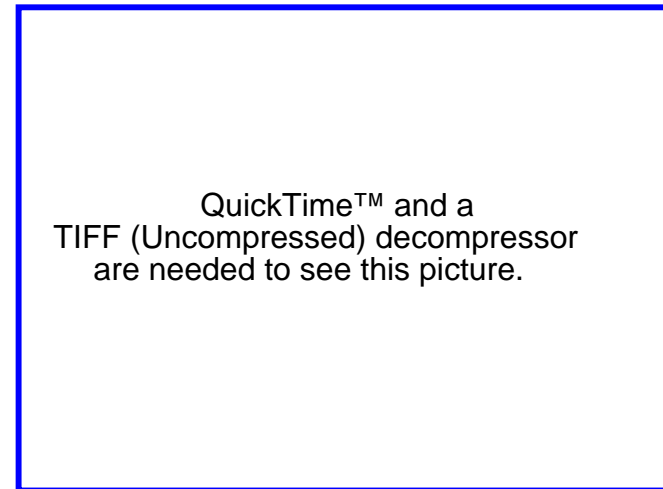 QuickTime™ and a
TIFF (Uncompressed) decompressor
are needed to see this picture.